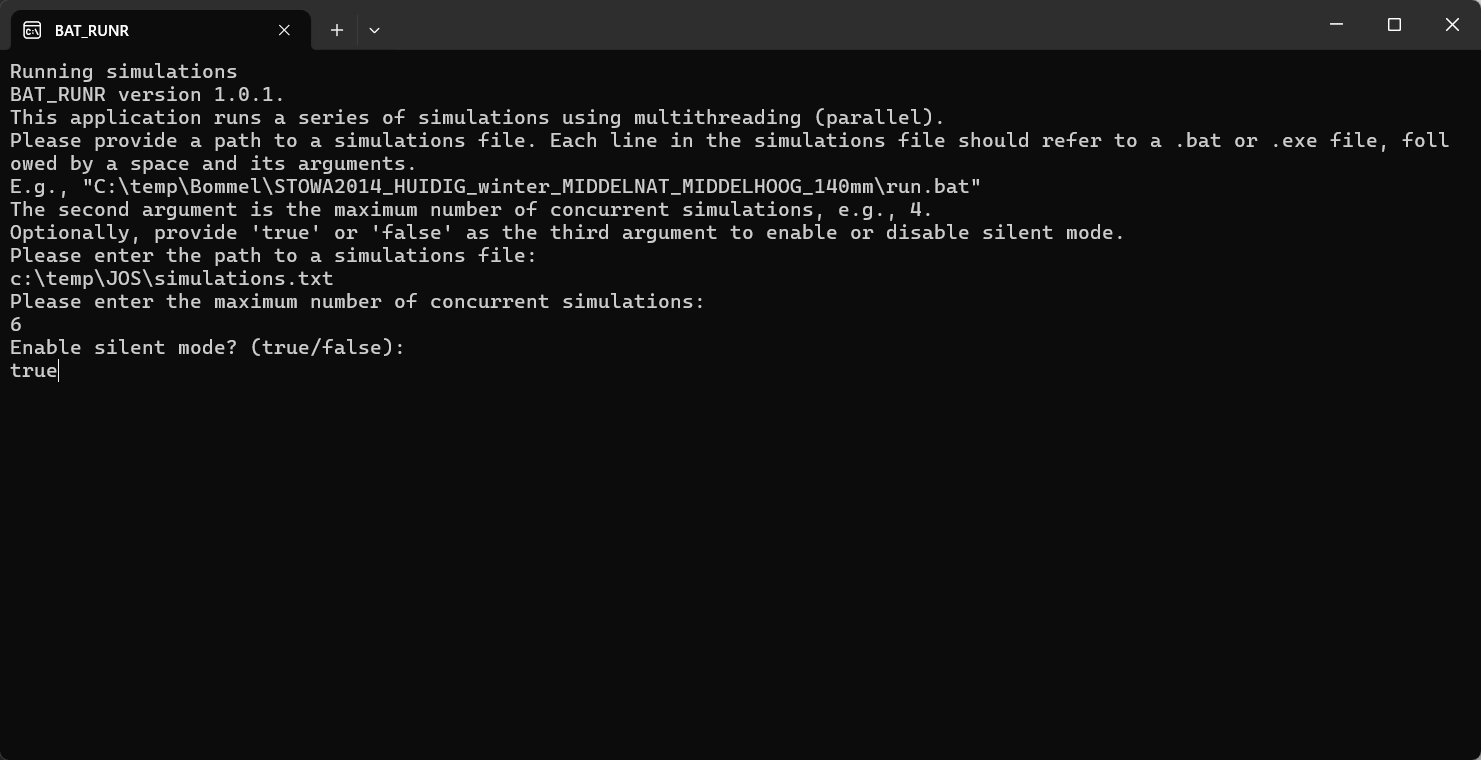 BAT_RUNR
Running simulations
BAT_RUNR version 1.0.1.
This application runs a series of simulations using multithreading (parallel).
Please provide a path to a simulations file. Each line in the simulations file should refer to a .bat or .exe file, foll
owed by a space and its arguments.
E.g., "C:\temp\Bommel\STOWA2014_HUIDIG_winter_MIDDELNAT_MIDDELHOOG_140mm\run.bat"
The second argument is the maximum number of concurrent simulations, e.g., 4.
Optionally, provide 'true' or 'false' as the third argument to enable or disable silent mode.
Please enter the path to a simulations file:
c:\temp\JOS\simulations.txt
Please enter the maximum number of concurrent simulations:
6
Enable silent mode? (true/false):
true